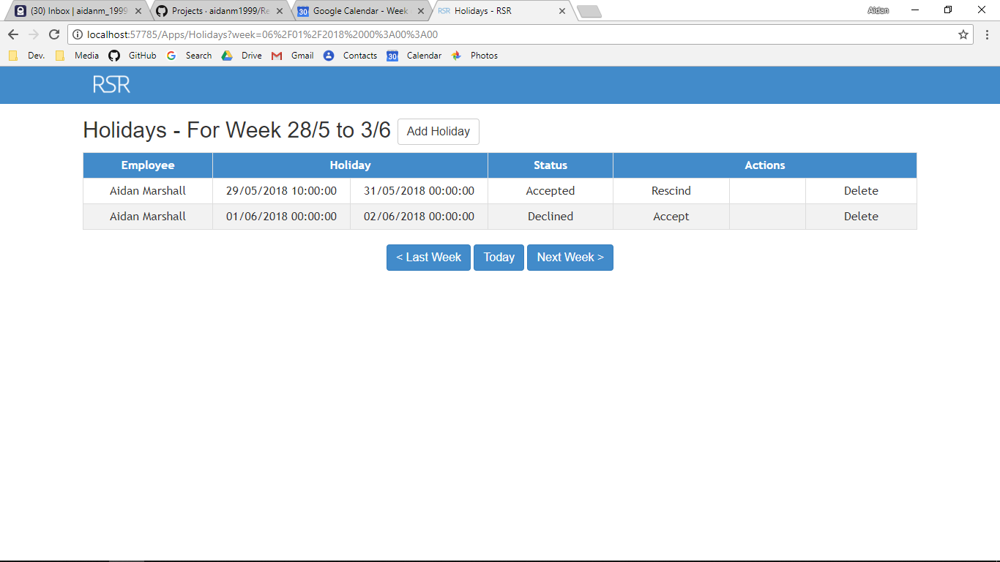 (30) Inbox | aidanm_1999 Projects · aidanm1999/Re Google Calendar - Week Holidays - RSR Aidan
localhost:57785/Apps/Holidays?week=06%2F01%2F2018%2000%3A00%3A00
Dev. Media GitHub Search Drive Gmail Contacts 30 Calendar Photos
RSR
Holidays - For Week 28/5 to 3/6 Add Holiday
Employee Holiday Status Actions
Aidan Marshall 29/05/2018 10:00:00 31/05/2018 00:00:00 Accepted Rescind Delete
Aidan Marshall 01/06/2018 00:00:00 02/06/2018 00:00:00 Declined Accept Delete
< Last Week Today Next Week >